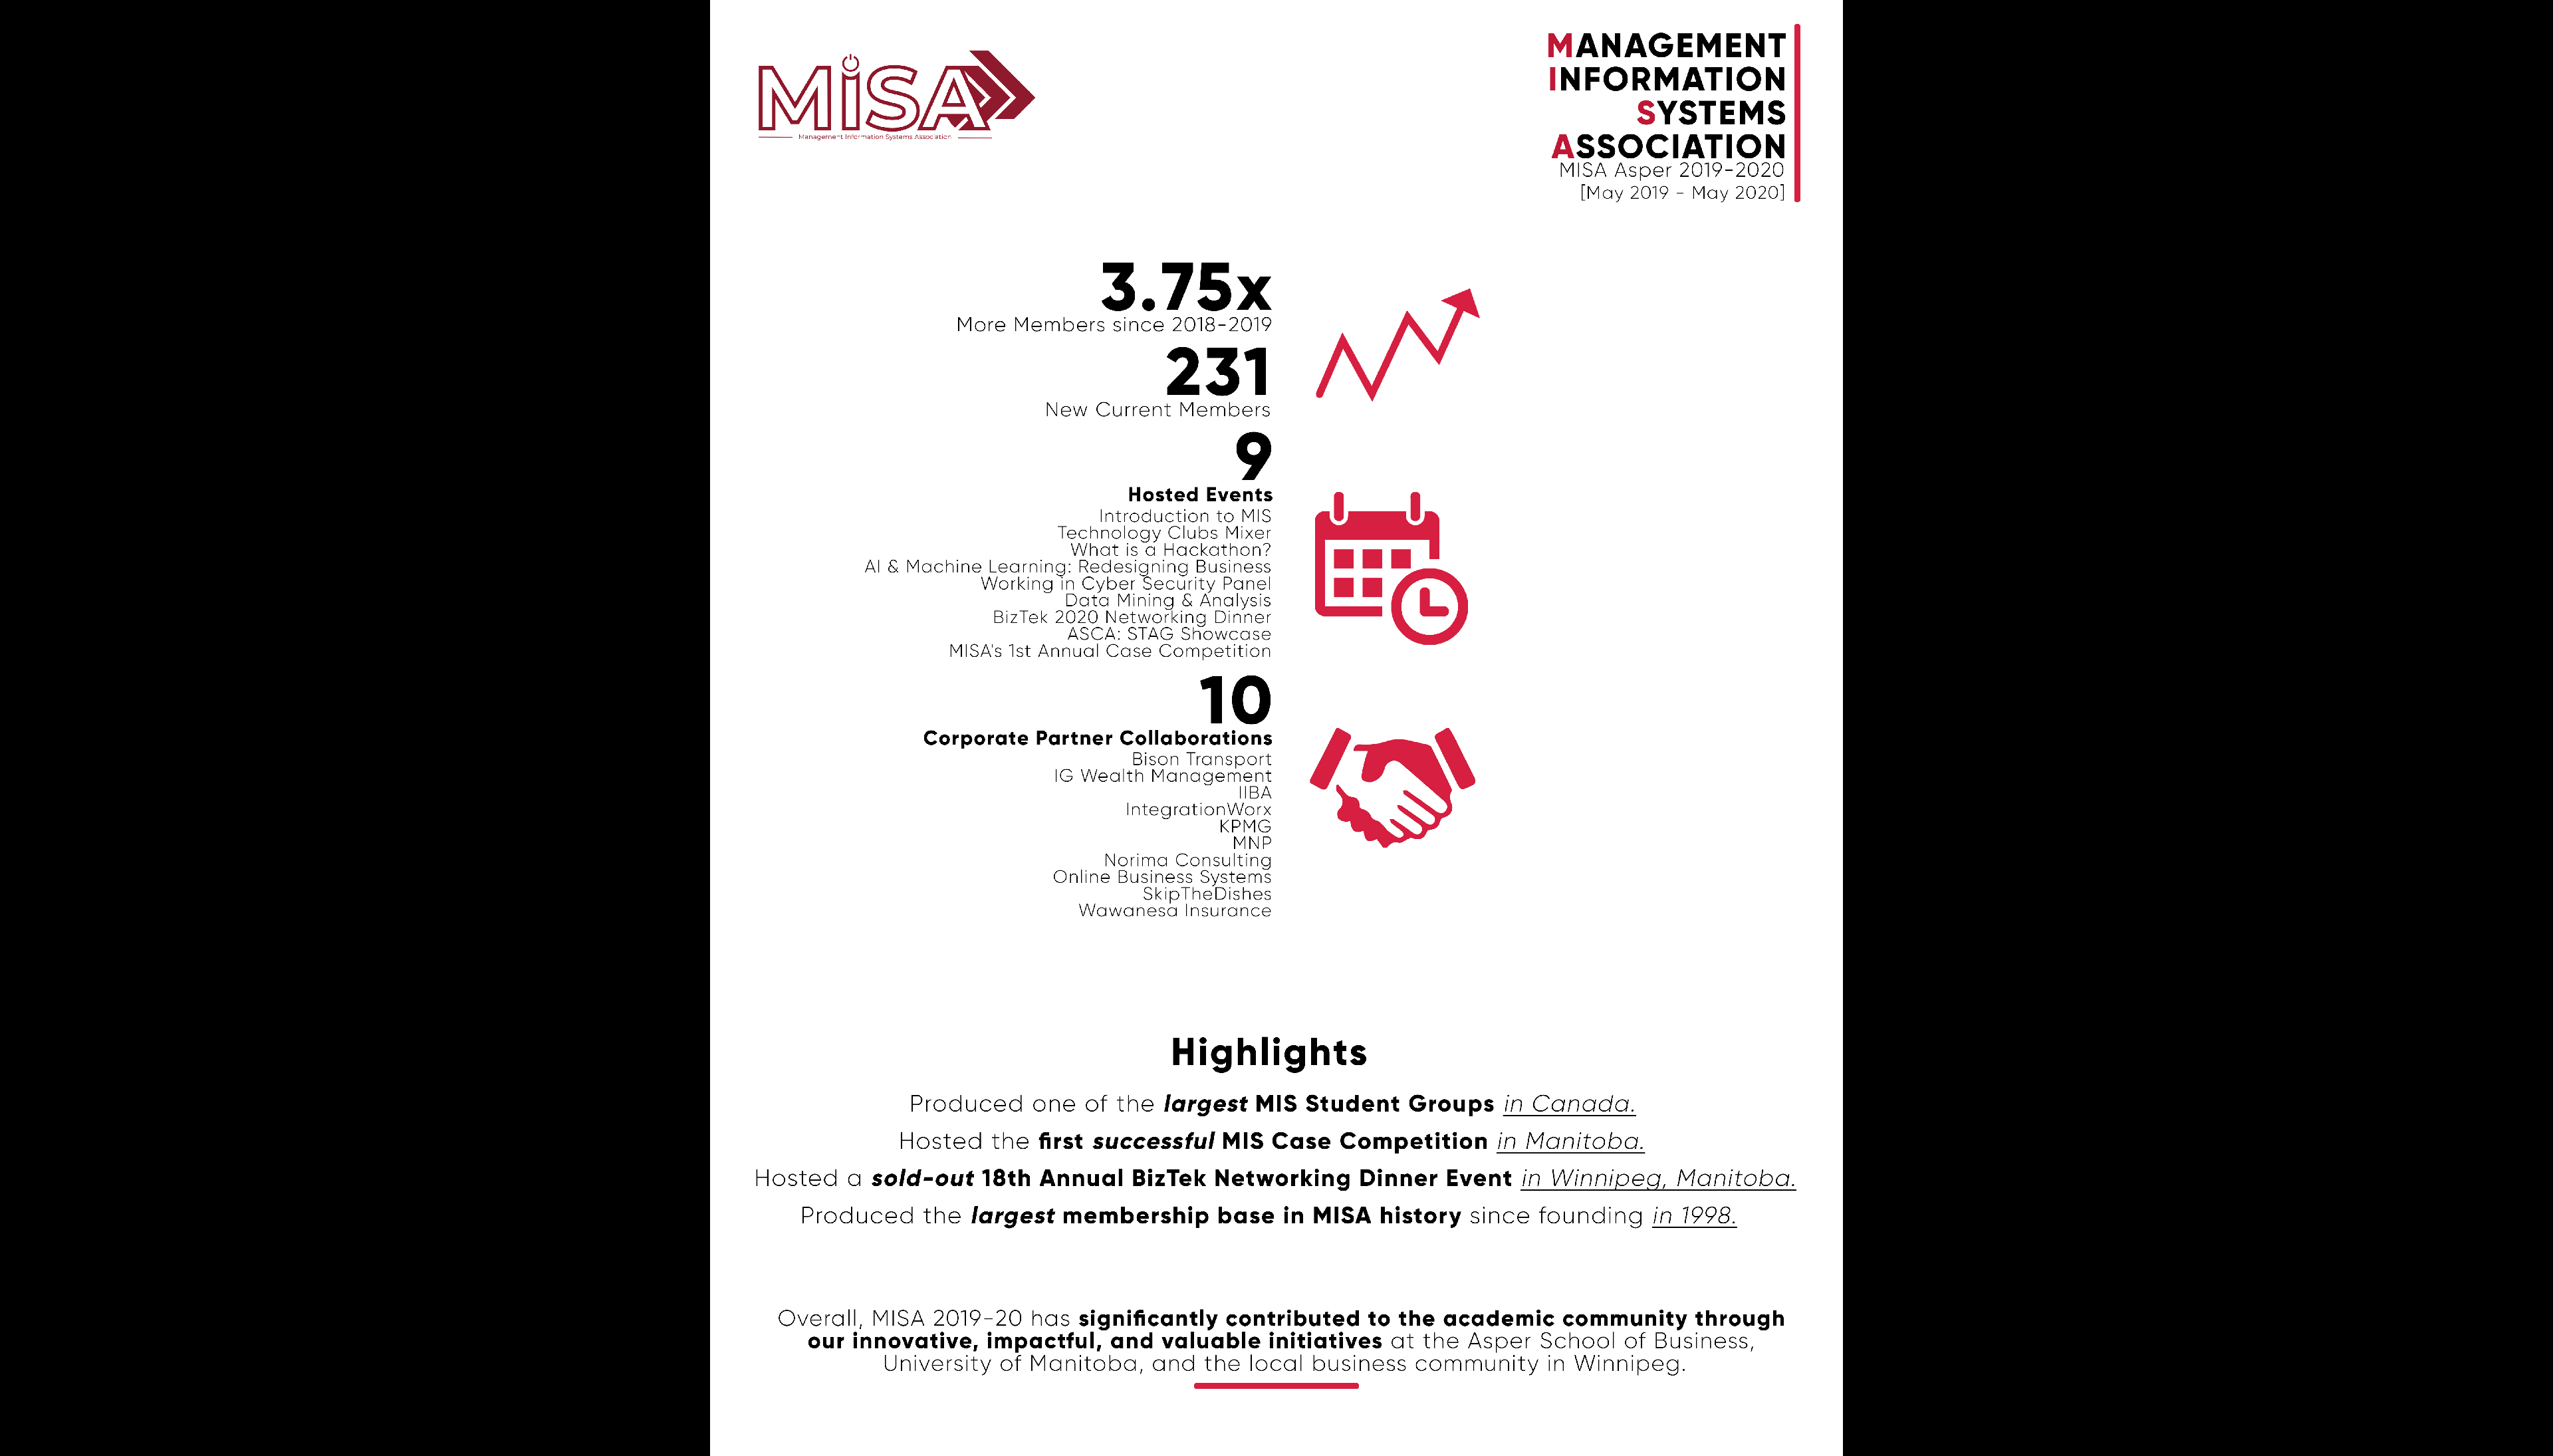 MiSA
Management Information Systems Association
MANAGEMENT
INFORMATION
SYSTEMS
ASSOCIATION
MISA Asper 2019-2020
[May 2019 - May 2020]
3.75x
More Members since 2018-2019
231
New Current Members
9
Hosted Events
Introduction to MIS
Technology Clubs Mixer
What is a Hackathon?
AI & Machine Learning: Redesigning Business
Working in Cyber Security Panel
Data Mining & Analysis
BizTek 2020 Networking Dinner
ASCA: STAG Showcase
MISA's 1st Annual Case Competition
10
Corporate Partner Collaborations
Bison Transport
IG Wealth Management
IIBA
IntegrationWorx
KPMG
MNP
Norima Consulting
Online Business Systems
SkipTheDishes
Wawanesa Insurance
Highlights
Produced one of the largest MIS Student Groups in Canada.
Hosted the first successful MIS Case Competition in Manitoba.
Hosted a sold-out 18th Annual BizTek Networking Dinner Event in Winnipeg, Manitoba.
Produced the largest membership base in MISA history since founding in 1998.
Overall, MISA 2019-20 has significantly contributed to the academic community through
our innovative, impactful, and valuable initiatives at the Asper School of Business,
University of Manitoba, and the local business community in Winnipeg.